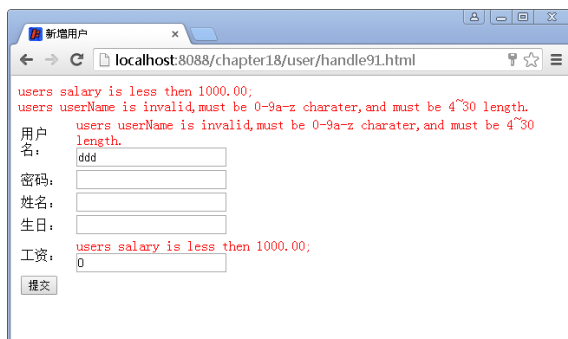 新增用户
localhost:8088/chapter18/user/handle91.html
users salary is less then 1000.00;
users userName is invalid,must be 0-9a-z charater,and must be 4~30 length.
users userName is invalid,must be 0-9a-z charater,and must be 4~30
length.
用户
名：
ddd
密码：
姓名：
生日：
users salary is less then 1000.00;
工资：
0
提交